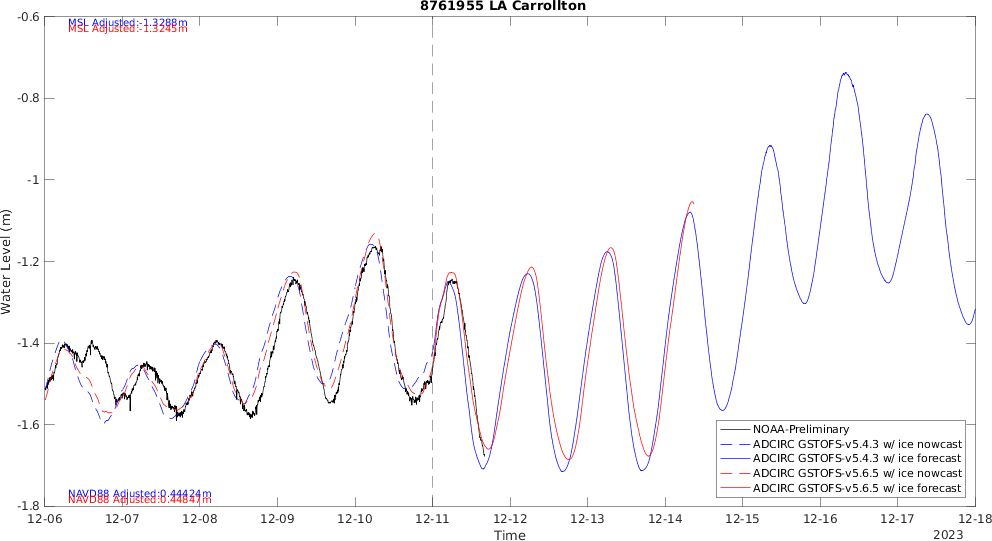 8761955 LA Carrollton
MSL Adjusted:-1.3288m
MSL Adjusted:-1.3245m
-0.6
-0.8
-1
-1.2
-1.4
-1.6
-1.8
Water Level (m)
NAVD88 Adjusted:0.44424m
NAVD88 Adjusted:0.44847m
NOAA-Preliminary
ADCIRC GSTOFS-v5.4.3 w/ ice nowcast
ADCIRC GSTOFS-v5.4.3 w/ ice forecast
ADCIRC GSTOFS-v5.6.5 w/ ice nowcast
ADCIRC GSTOFS-v5.6.5 w/ ice forecast
12-06 12-07 12-08 12-09 12-10 12-11 12-12 12-13 12-14 12-15 12-16 12-17 12-18
Time
2023